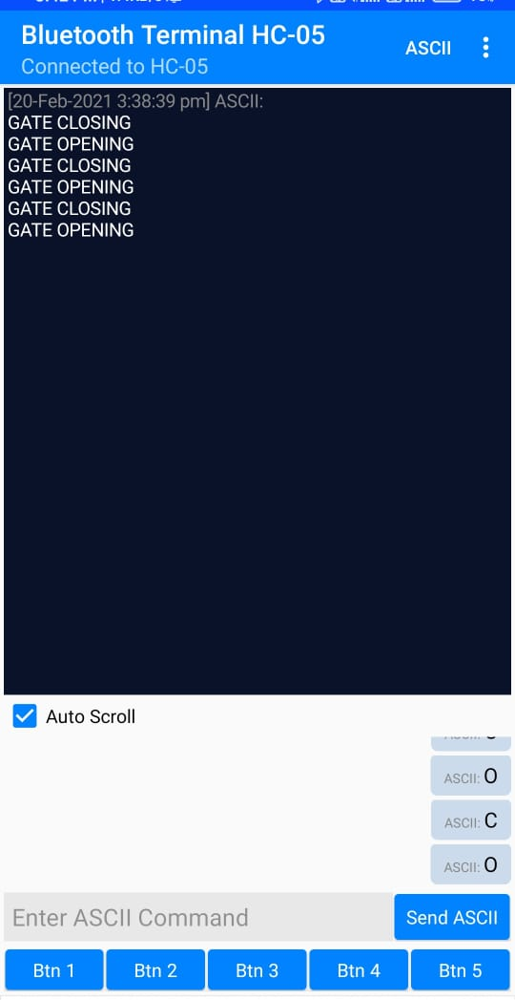 Bluetooth Terminal HC-05
ASCII
Connected to HC-05
[20-Feb-2021 3:38:39 pm] ASCII:
GATE CLOSING
GATE OPENING
GATE CLOSING
GATE OPENING
GATE CLOSING
GATE OPENING
Auto Scroll
ASCII: O
ASCII: C
ASCII: O
Enter ASCII Command
Send ASCII
Btn 1
Btn 2
Btn 3
Btn 4
Btn 5